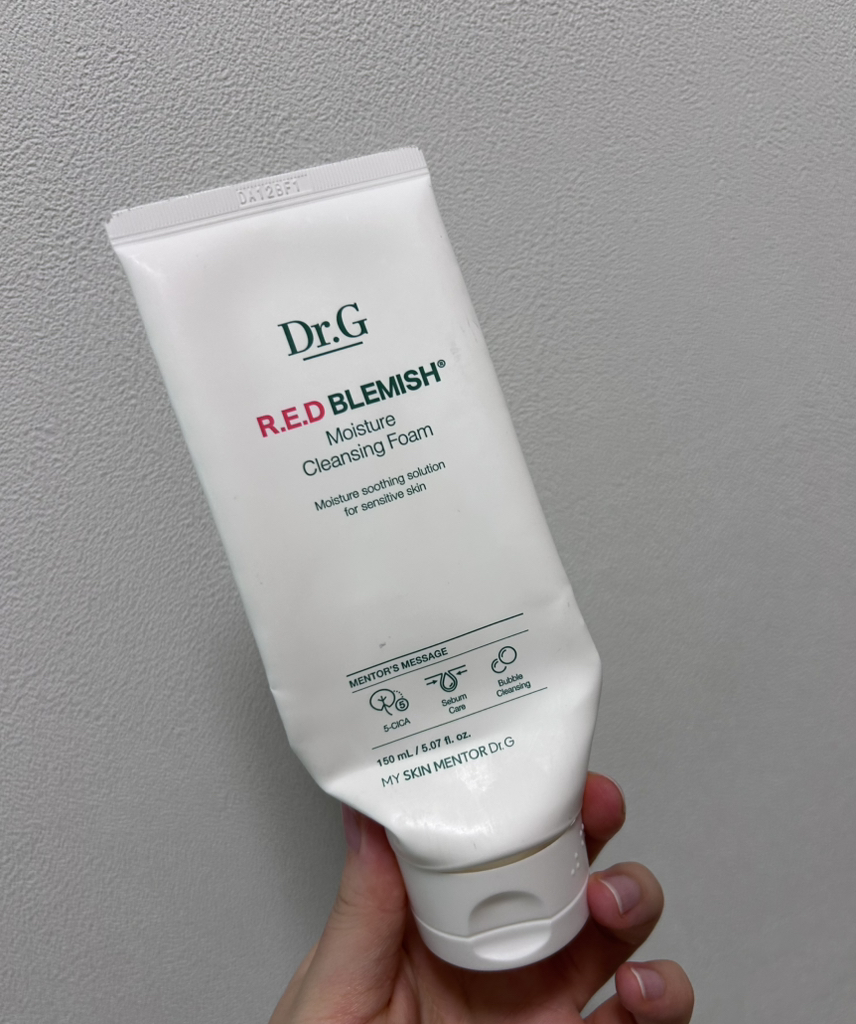 DA12BF1
Dr.G
R.E.D BLEMISH®
Moisture
Cleansing Foam
Moisture soothing solution
for sensitive skin
MENTOR'S MESSAGE
5
5-CICA
Sebum
Care
Bubble
Cleansing
150 mL / 5.07 fl. oz.
MY SKIN MENTOR Dr.G